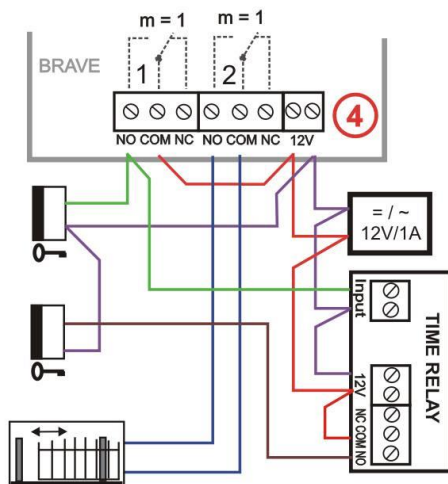 m = 1 m = 1
BRAVE
1 2
4
NO COM NC NO COM NC 12V
= / ~
12V/1A
Input
TIME RELAY
12V
NC COM NO